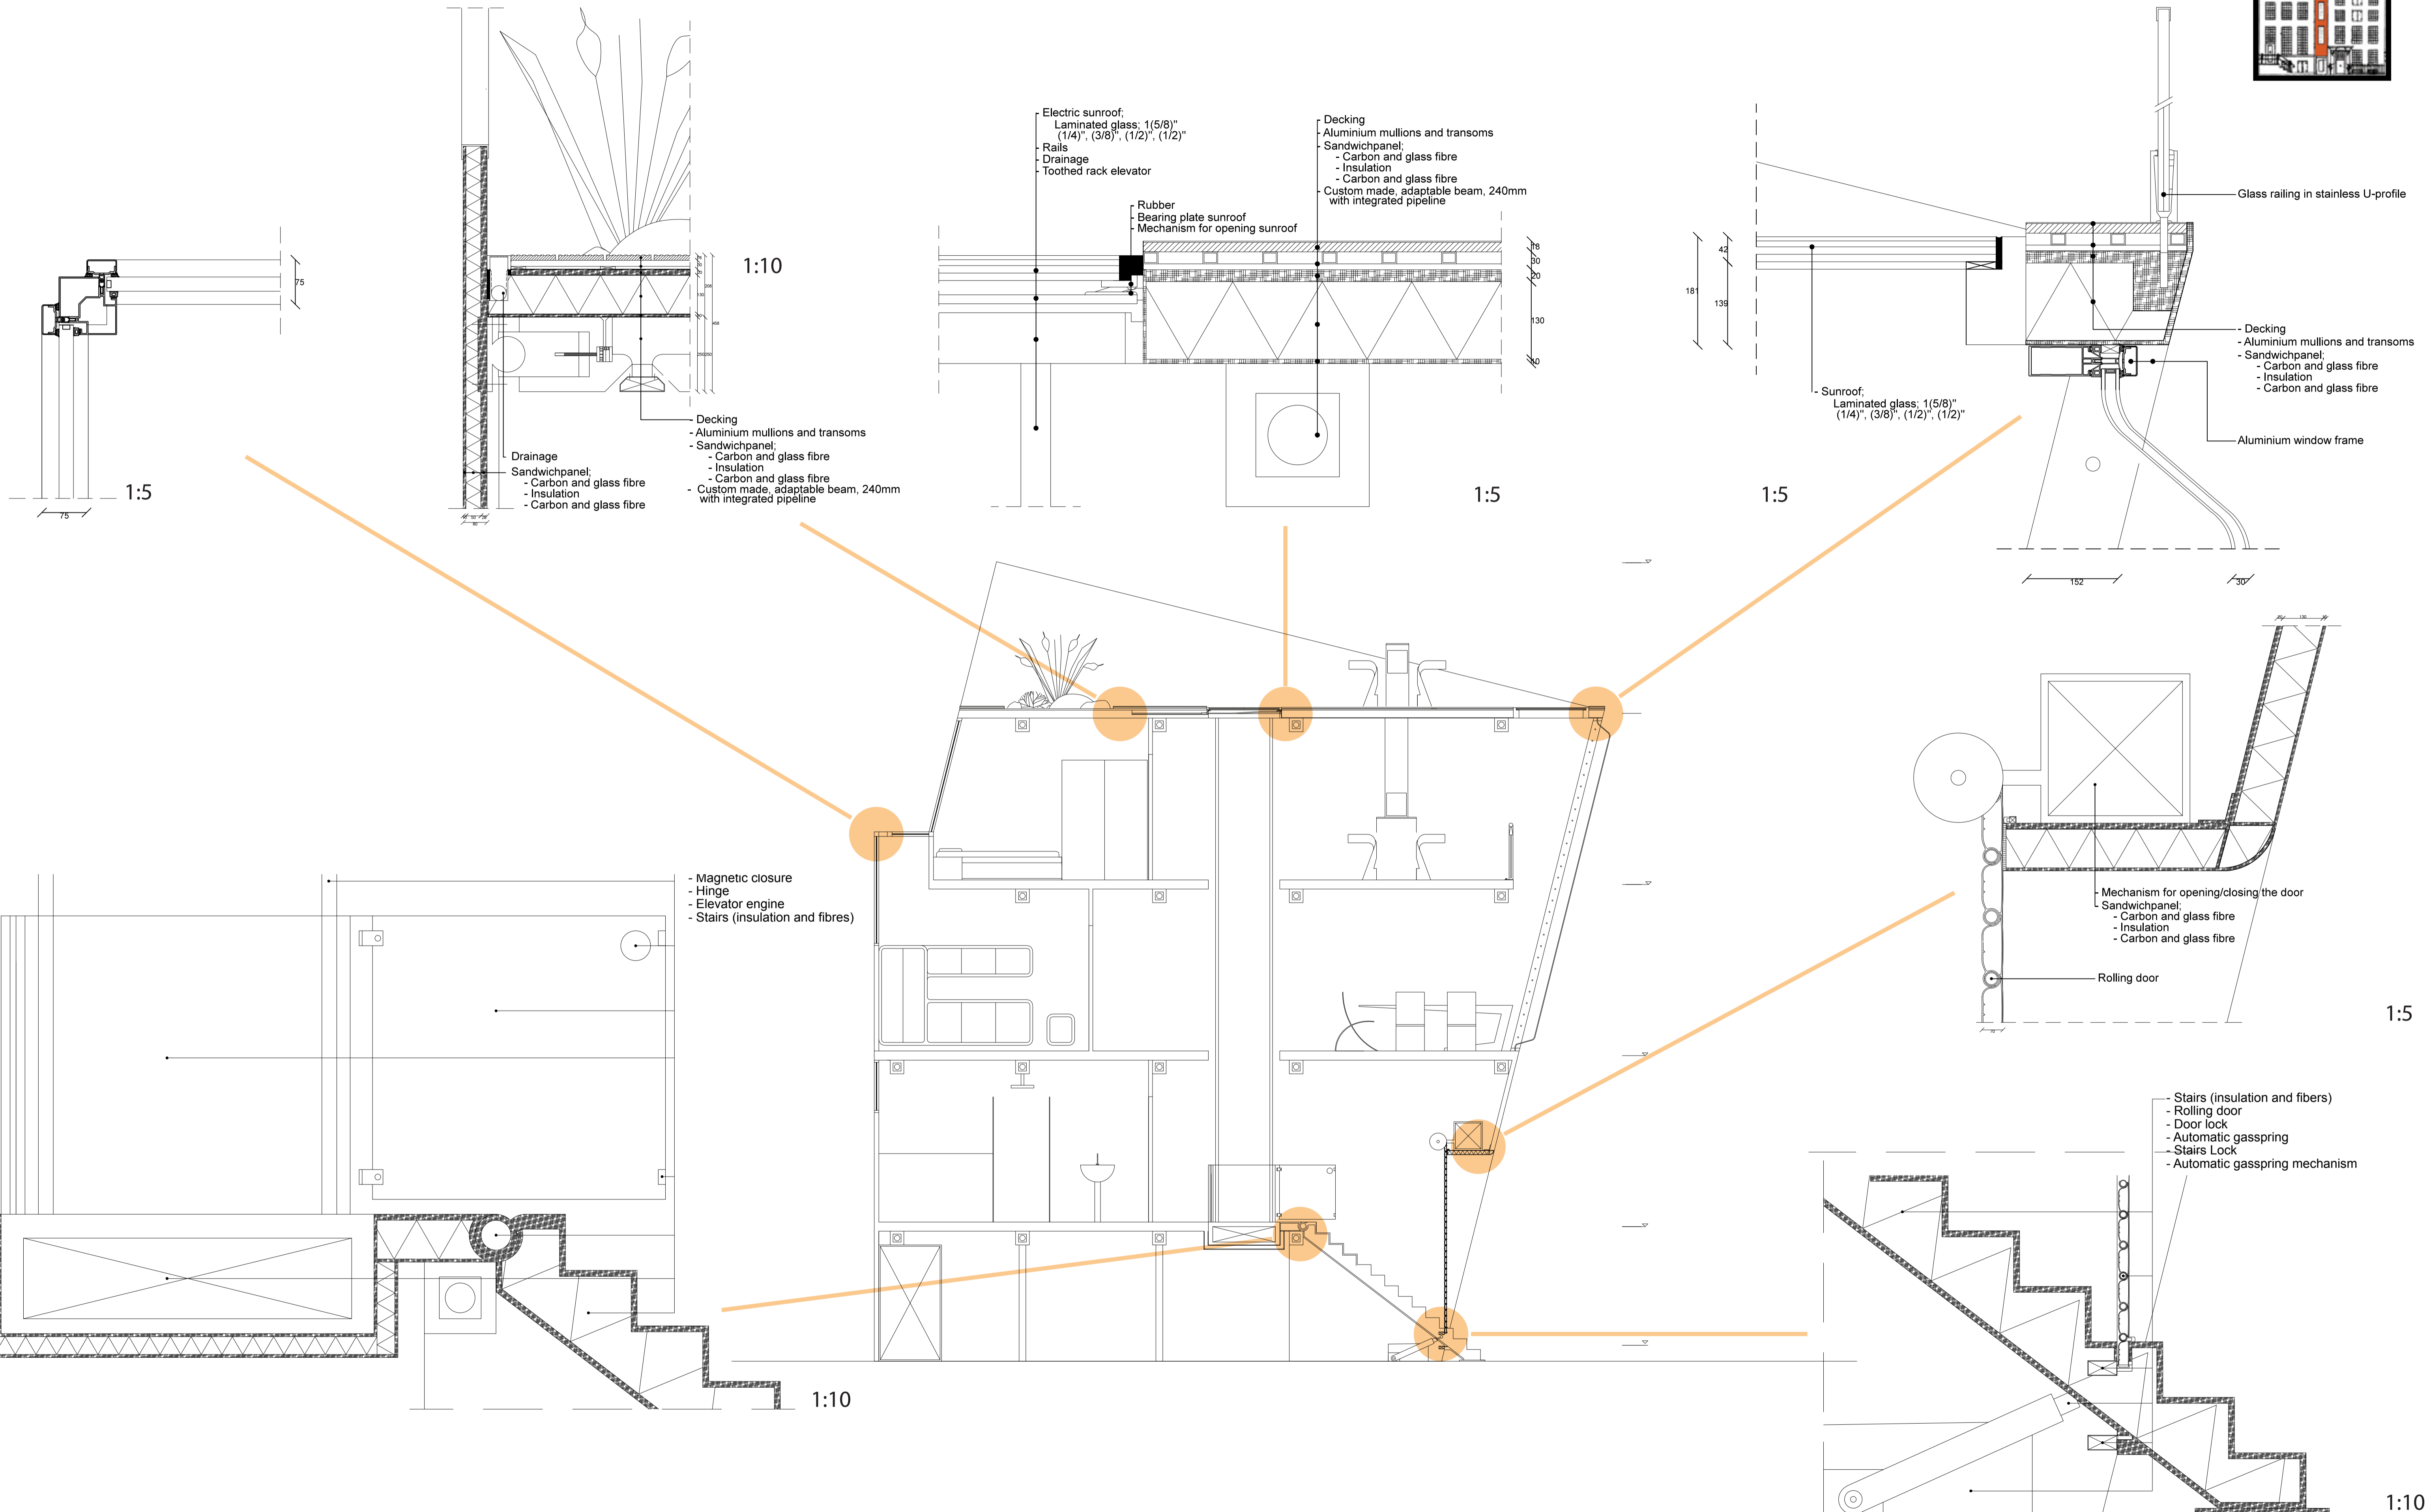 75
75
1:5
1:10
Drainage
Sandwichpanel;
- Carbon and glass fibre
- Insulation
- Carbon and glass fibre
- Decking
- Aluminium mullions and transoms
- Sandwichpanel;
- Carbon and glass fibre
- Insulation
- Carbon and glass fibre
- Custom made, adaptable beam, 240mm
with integrated pipeline
- Electric sunroof;
Laminated glass; 1(5/8)"
(1/4)", (3/8)", (1/2)", (1/2)"
- Rails
- Drainage
- Toothed rack elevator
- Rubber
- Bearing plate sunroof
- Mechanism for opening sunroof
- Decking
- Aluminium mullions and transoms
- Sandwichpanel;
- Carbon and glass fibre
- Insulation
- Carbon and glass fibre
- Custom made, adaptable beam, 240mm
with integrated pipeline
18
30
20
130
10
1:5
42
181
139
- Sunroof;
Laminated glass; 1(5/8)"
(1/4)", (3/8)", (1/2)", (1/2)"
1:5
Glass railing in stainless U-profile
- Decking
- Aluminium mullions and transoms
- Sandwichpanel;
- Carbon and glass fibre
- Insulation
- Carbon and glass fibre
Aluminium window frame
152
30
130
- Mechanism for opening/closing the door
- Sandwichpanel;
- Carbon and glass fibre
- Insulation
- Carbon and glass fibre
Rolling door
1:5
- Magnetic closure
- Hinge
- Elevator engine
- Stairs (insulation and fibres)
1:10
- Stairs (insulation and fibers)
- Rolling door
- Door lock
- Automatic gasspring
- Stairs Lock
- Automatic gasspring mechanism
1:10